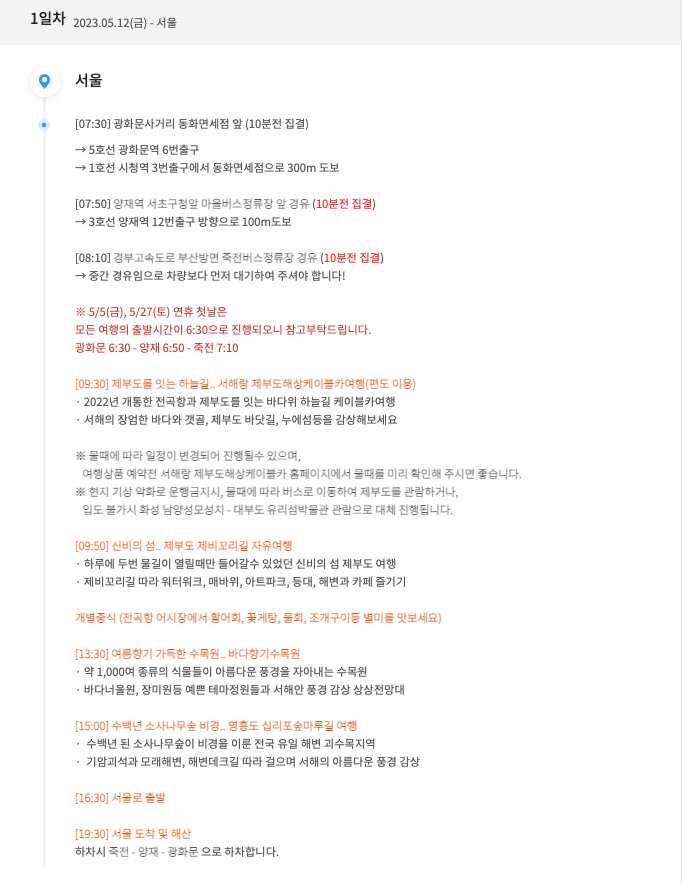 1일차 2023.05.12(금) - 서울
서울
[07:30] 광화문사거리 동화면세점 앞 (10분전 집결)
→ 5호선 광화문역 6번출구
→ 1호선 시청역 3번출구에서 동화면세점으로 300m 도보
[07:50] 양재역 서초구청앞 마을버스정류장 앞 경유 (10분전 집결)
→ 3호선 양재역 12번출구 방향으로 100m도보
[08:10] 경부고속도로 부산방면 죽전버스정류장 경유 (10분전 집결)
→ 중간 경유임으로 차량보다 먼저 대기하여 주셔야 합니다!
※ 5/5(금), 5/27(토) 연휴 첫날은
모든 여행의 출발시간이 6:30으로 진행되오니 참고부탁드립니다.
광화문 6:30 - 양재 6:50 - 죽전 7:10
[09:30] 제부도를 잇는 하늘길.. 서해랑 제부도해상케이블카여행(편도 이용)
· 2022년 개통한 전곡항과 제부도를 잇는 바다위 하늘길 케이블카여행
· 서해의 장엄한 바다와 갯골, 제부도 바닷길, 누에섬등을 감상해보세요
※ 물때에 따라 일정이 변경되어 진행될수 있으며,
여행상품 예약전 서해랑 제부도해상케이블카 홈페이지에서 물때를 미리 확인해 주시면 좋습니다.
※ 현지 기상 악화로 운행금지시, 물때에 따라 버스로 이동하여 제부도를 관람하거나,
입도 불가시 화성 남양성모성지 - 대부도 유리섬박물관 관람으로 대체 진행됩니다.
[09:50] 신비의 섬.. 제부도 제비꼬리길 자유여행
· 하루에 두번 물길이 열릴때만 들어갈수 있었던 신비의 섬 제부도 여행
· 제비꼬리길 따라 워터워크, 매바위, 아트파크, 등대, 해변과 카페 즐기기
개별중식 (전곡항 어시장에서 활어회, 꽃게탕, 물회, 조개구이등 별미를 맛보세요)
[13:30] 여름향기 가득한 수목원.. 바다향기수목원
· 약 1,000여 종류의 식물들이 아름다운 풍경을 자아내는 수목원
· 바다너울원, 장미원등 예쁜 테마정원들과 서해안 풍경 감상 상상전망대
[15:00] 수백년 소사나무숲 비경.. 영흥도 십리포숲마루길 여행
· 수백년 된 소사나무숲이 비경을 이룬 전국 유일 해변 괴수목지역
· 기암괴석과 모래해변, 해변데크길 따라 걸으며 서해의 아름다운 풍경 감상
[16:30] 서울로 출발
[19:30] 서울 도착 및 해산
하차시 죽전 - 양재 - 광화문 으로 하차합니다.